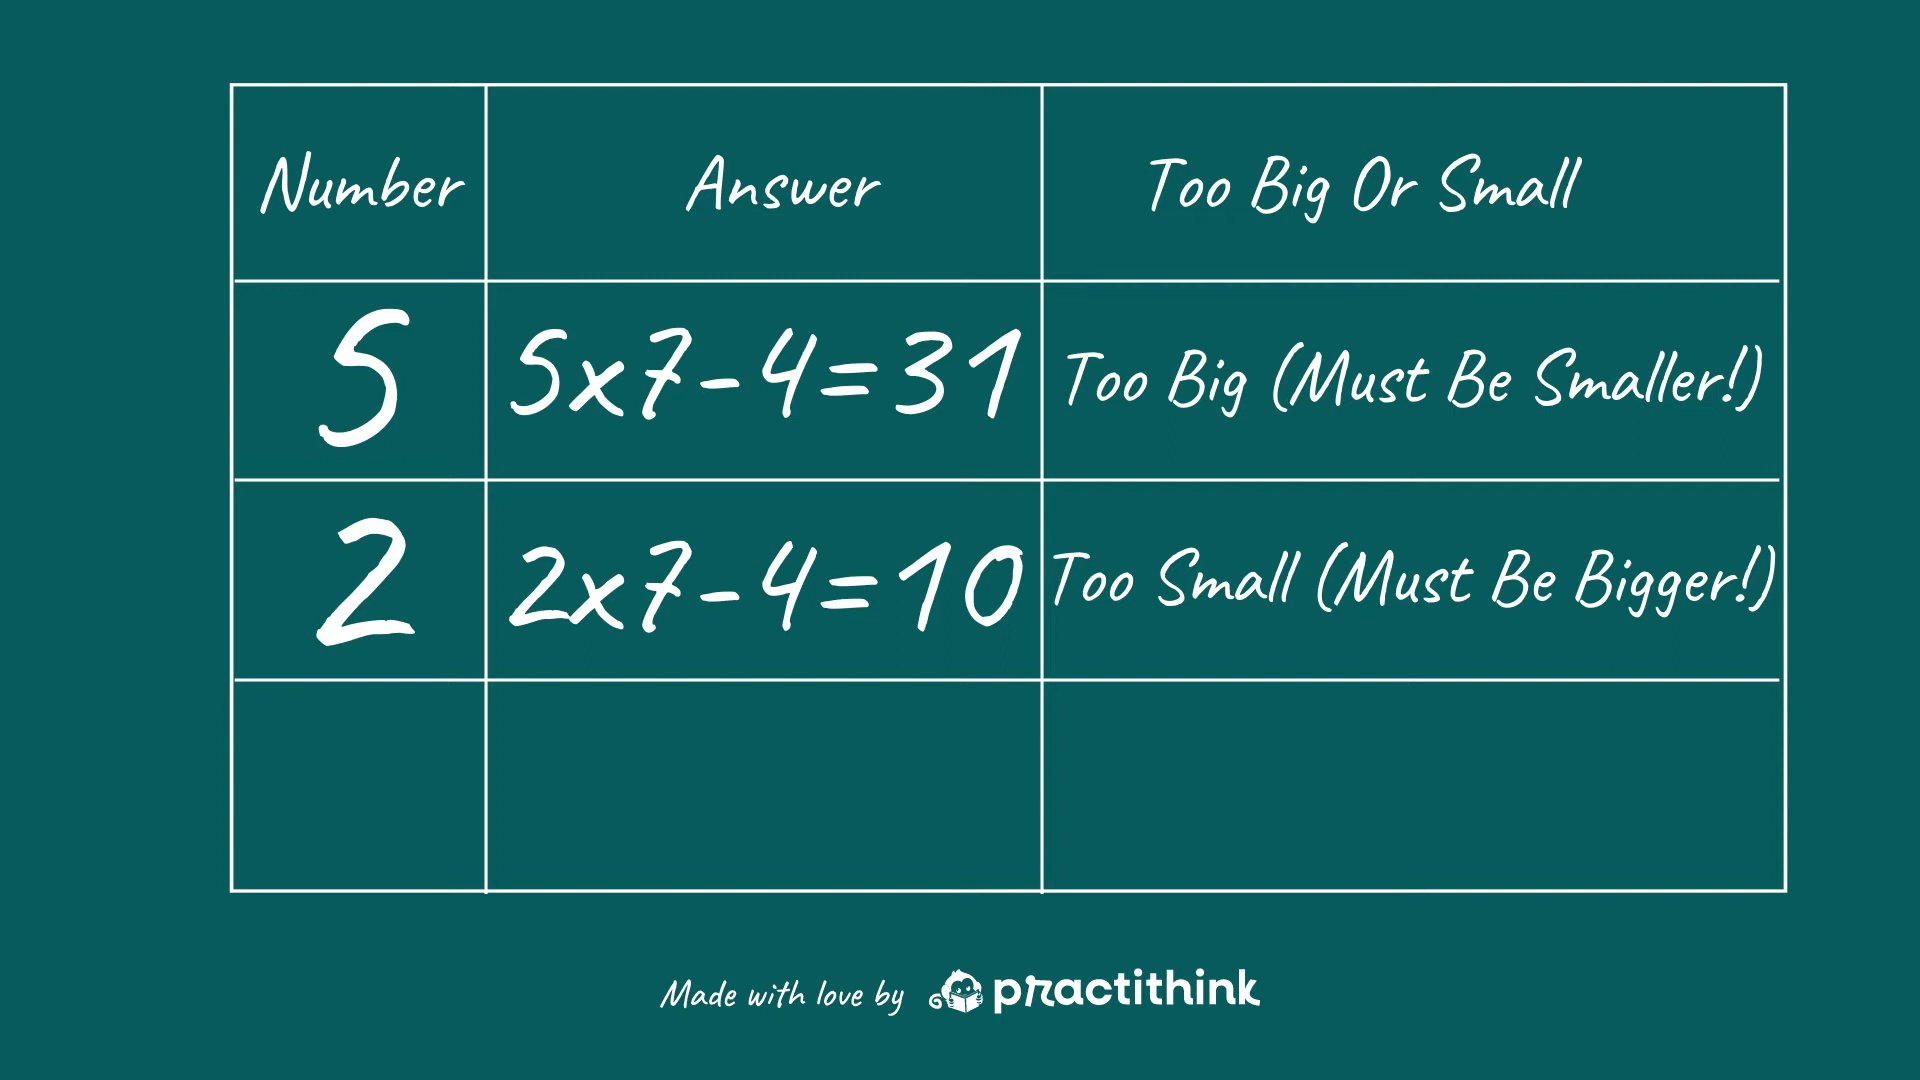 Number Answer Too Big Or Small
5 5x7-4=31 Too Big (Must Be Smaller!)
2 2x7-4=10 Too Small (Must Be Bigger!)
Made with love by practithink